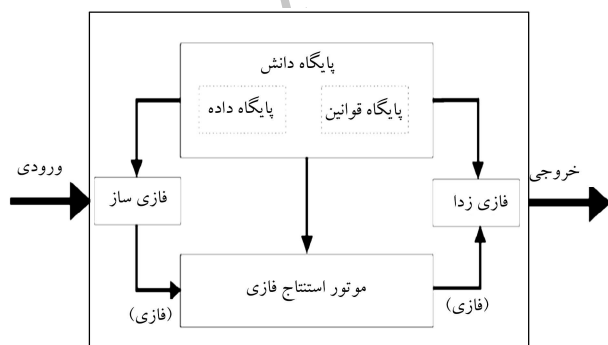 پایگاه دانش
پایگاه قوانین
پایگاه داده
ورودی
خروجی
فازی ساز
فازی زدا
موتور استنتاج فازی
(فازی)
(فازی)